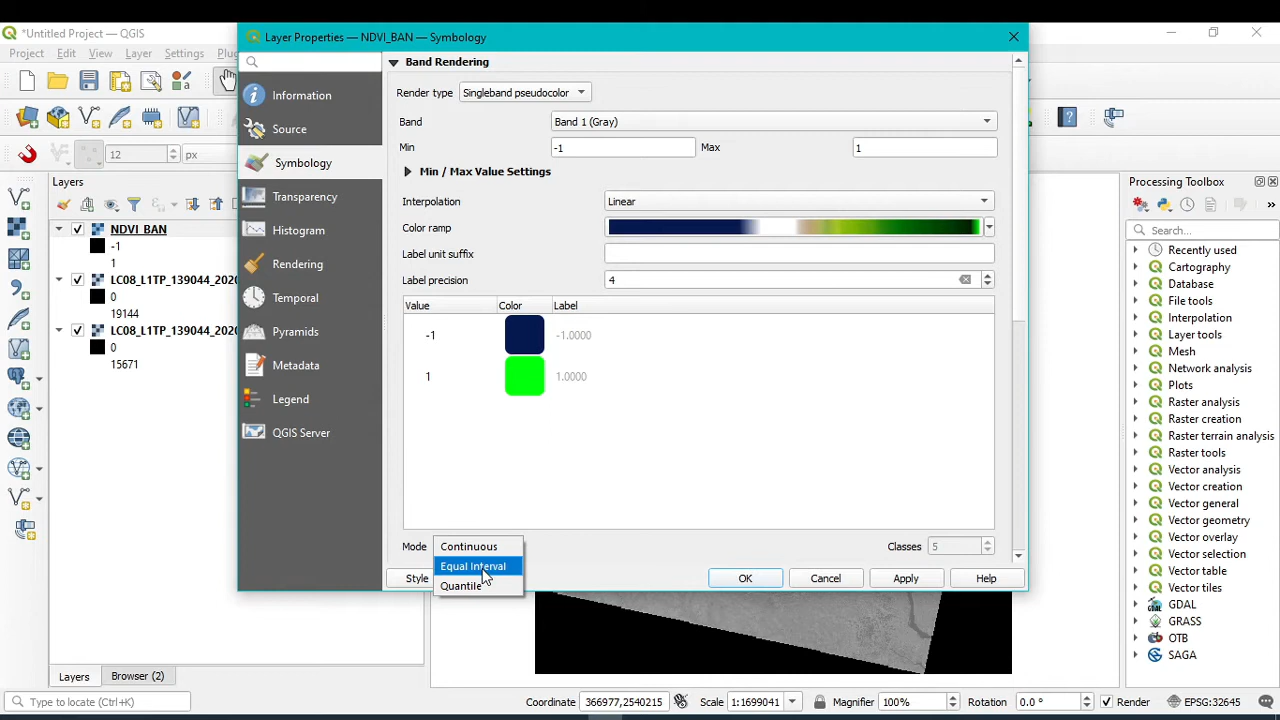 *Untitled Project — QGIS
Layer Properties — NDVI_BAN — Symbology
Project Edit View Layer Settings Plug
Band Rendering
Render type Singleband pseudocolor
Band Band 1 (Gray)
Min -1 Max 1
Min / Max Value Settings
Interpolation Linear
Color ramp
Label unit suffix
Label precision 4
Value Color Label
-1 -1.0000
1 1.0000
Mode Continuous
Equal Interval
Quantile
Classes 5
Style OK Cancel Apply Help
Information
Source
Symbology
Transparency
Histogram
Rendering
Temporal
Pyramids
Metadata
Legend
QGIS Server
12 px
Layers
NDVI_BAN
-1
1
LC08_L1TP_139044_2020
0
19144
LC08_L1TP_139044_2020
0
15671
Layers Browser (2)
Processing Toolbox
»
Search...
Recently used
Cartography
Database
File tools
Interpolation
Layer tools
Mesh
Network analysis
Plots
Raster analysis
Raster creation
Raster terrain analysis
Raster tools
Vector analysis
Vector creation
Vector general
Vector geometry
Vector overlay
Vector selection
Vector table
Vector tiles
GDAL
GRASS
OTB
SAGA
Type to locate (Ctrl+K) Coordinate 366977,2540215 Scale 1:1699041 Magnifier 100% Rotation 0.0 ° Render EPSG:32645